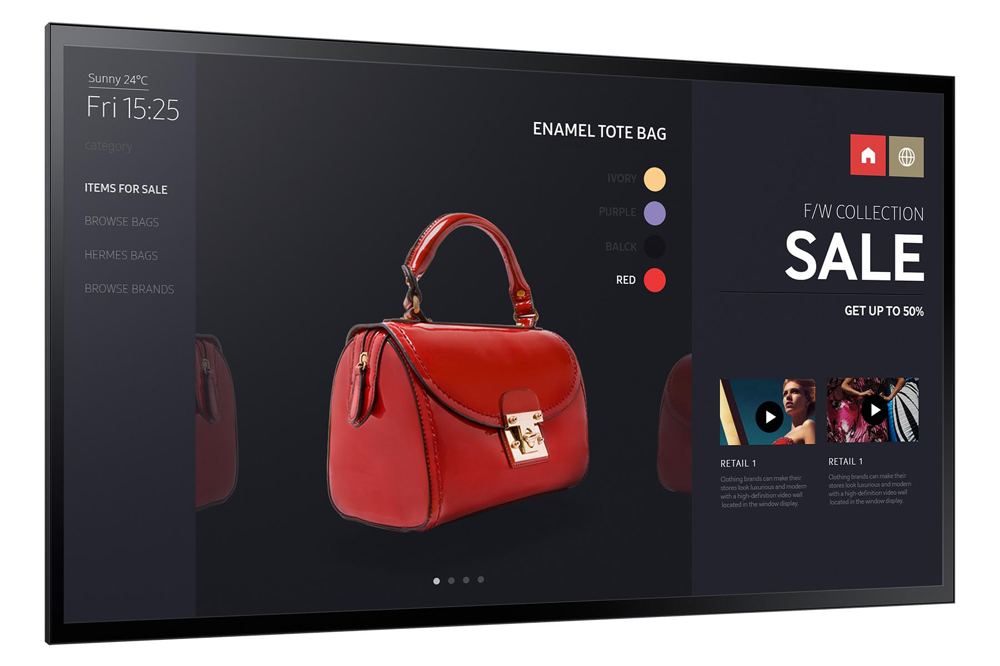 Sunny 24°C
Fri 15:25
category
ITEMS FOR SALE
BROWSE BAGS
HERMES BAGS
BROWSE BRANDS
ENAMEL TOTE BAG
IVORY
PURPLE
BALCK
RED
F/W COLLECTION
SALE
GET UP TO 50%
RETAIL 1
Clothing brands can make their
stores look luxurious and modern
with a high-definition video wall
located in the window display.
RETAIL 1
Clothing brands can make their
stores look luxurious and modern
with a high-definition video wall
located in the window display.